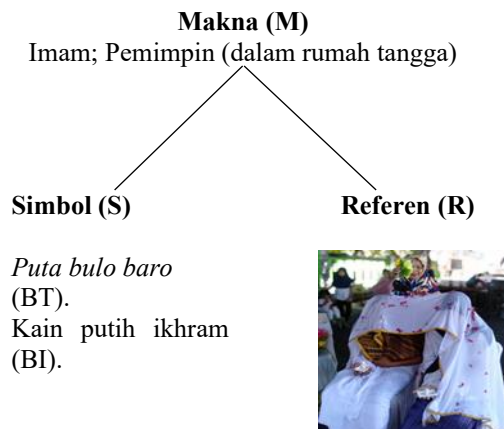 Makna (M)
Imam; Pemimpin (dalam rumah tangga)
Simbol (S)
Referen (R)
Puta bulo baro
(BT).
Kain putih ikhram
(BI).